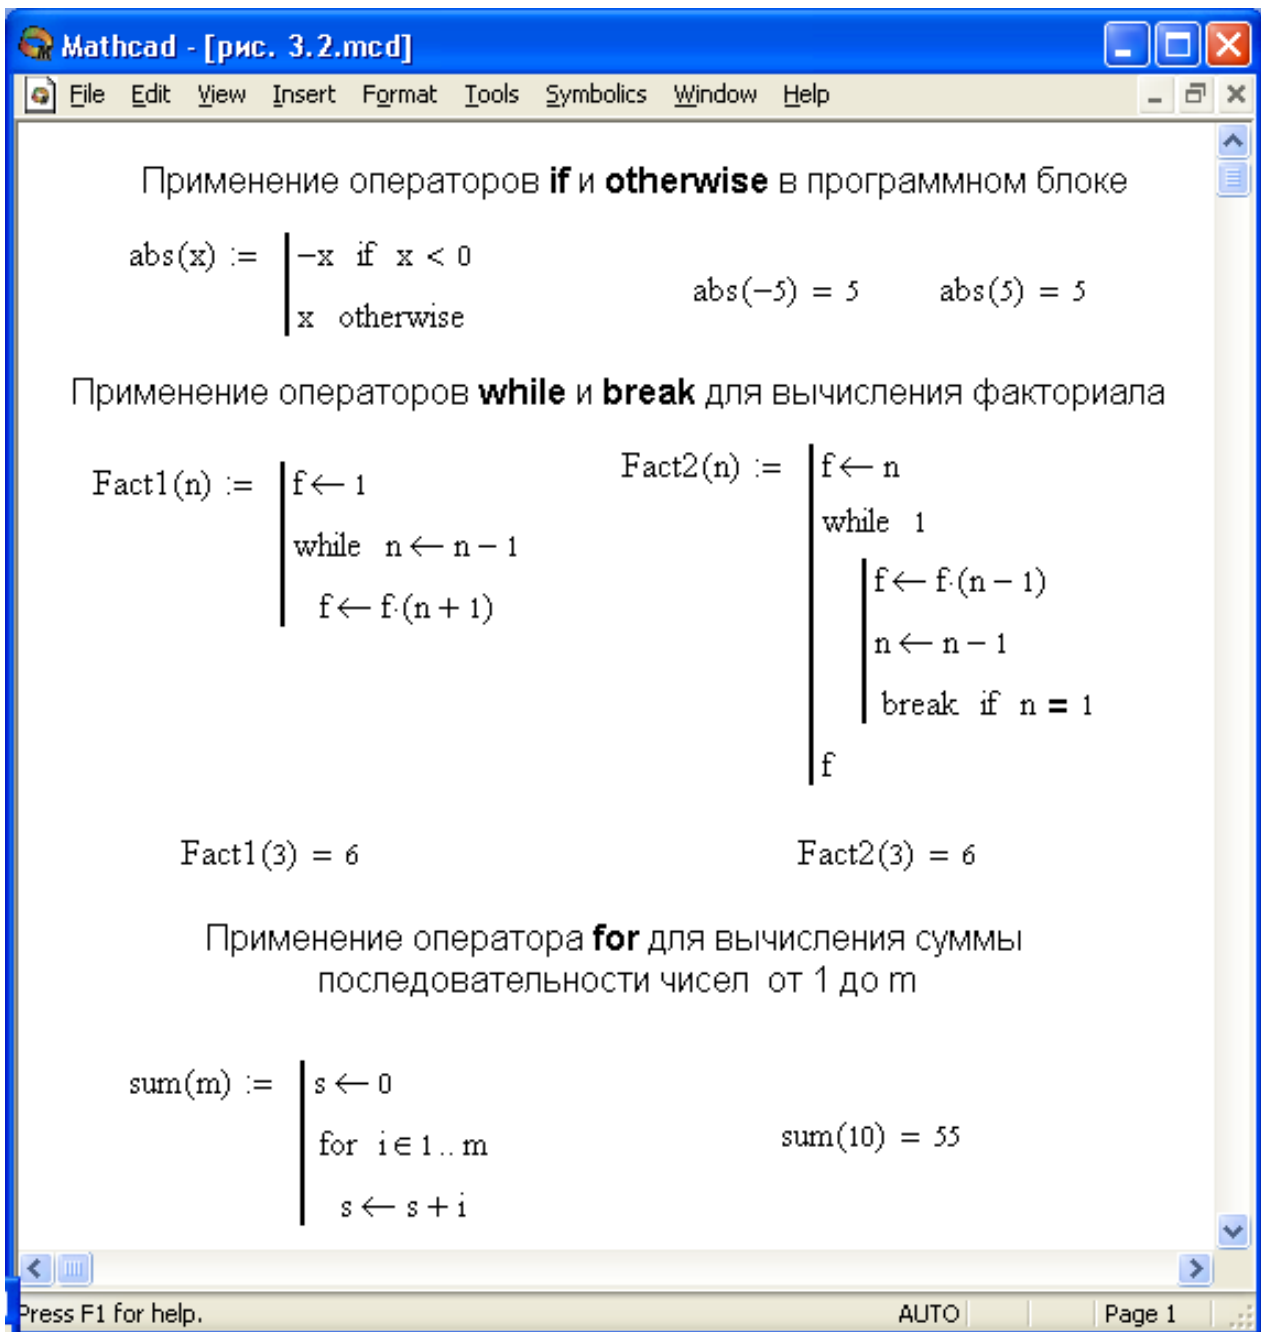 Mathcad - [рис. 3.2.mcd]
File Edit View Insert Format Tools Symbolics Window Help
Применение операторов if и otherwise в программном блоке
abs(x) := -x if x < 0
x otherwise
abs(-5) = 5 abs(5) = 5
Применение операторов while и break для вычисления факториала
Fact1(n) := f ← 1
while n ← n − 1
f ← f·(n + 1)
Fact2(n) := f ← n
while 1
f ← f·(n − 1)
n ← n − 1
break if n = 1
f
Fact1(3) = 6 Fact2(3) = 6
Применение оператора for для вычисления суммы
последовательности чисел от 1 до m
sum(m) := s ← 0
for i ∈ 1 .. m
s ← s + i
sum(10) = 55
Press F1 for help. AUTO Page 1